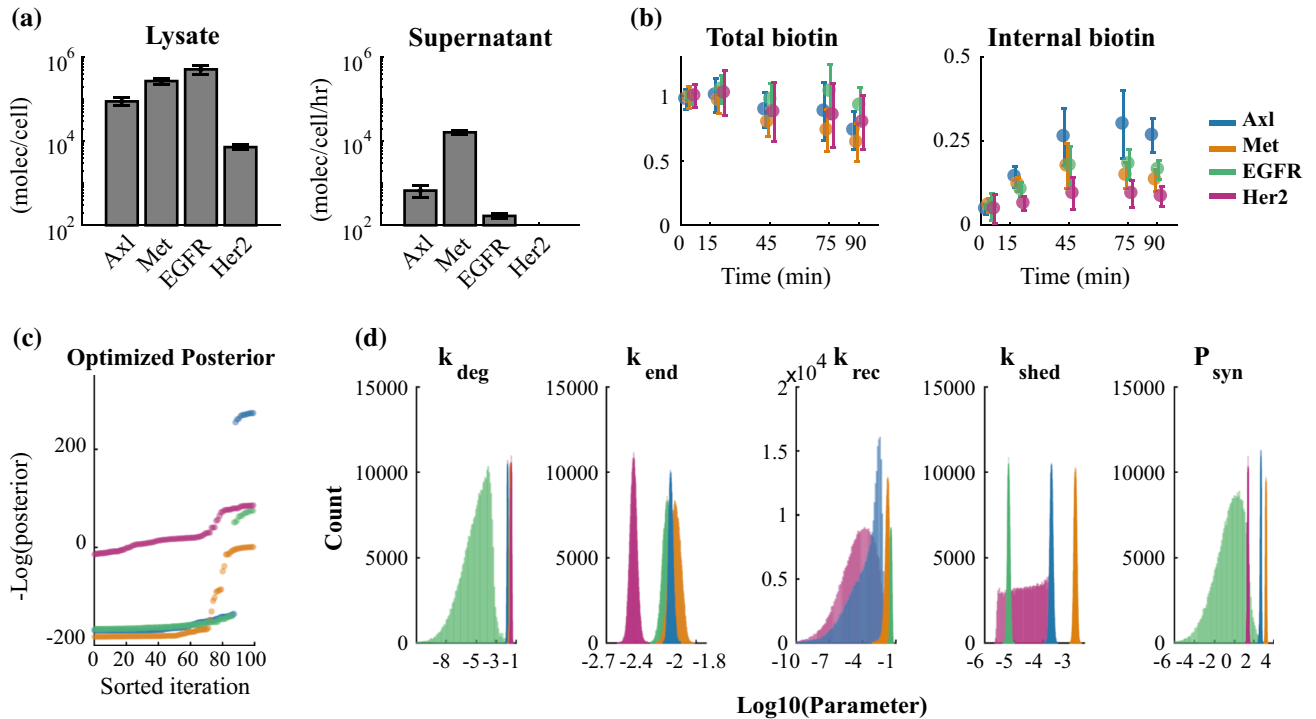 (a)
Lysate
Supernatant
(molec/cell)
10^6
10^4
10^2
Axl
Met
EGFR
Her2
(molec/cell/hr)
10^6
10^4
10^2
Axl
Met
EGFR
Her2
(b)
Total biotin
Internal biotin
1
0.5
0
0 15 45 75 90
Time (min)
0.5
0.25
0
0 15 45 75 90
Time (min)
Axl
Met
EGFR
Her2
(c)
Optimized Posterior
-Log(posterior)
200
0
-200
0 20 40 60 80 100
Sorted iteration
(d)
k_deg
k_end
k_rec
k_shed
P_syn
Count
15000
10000
5000
0
-8 -5 -3 -1
15000
10000
5000
0
-2.7 -2.4 -2 -1.8
×10^4
2
1.5
1
0.5
0
-10 -7 -4 -1
15000
10000
5000
0
-6 -5 -4 -3
15000
10000
5000
0
-6 -4 -2 0 2 4
Log10(Parameter)